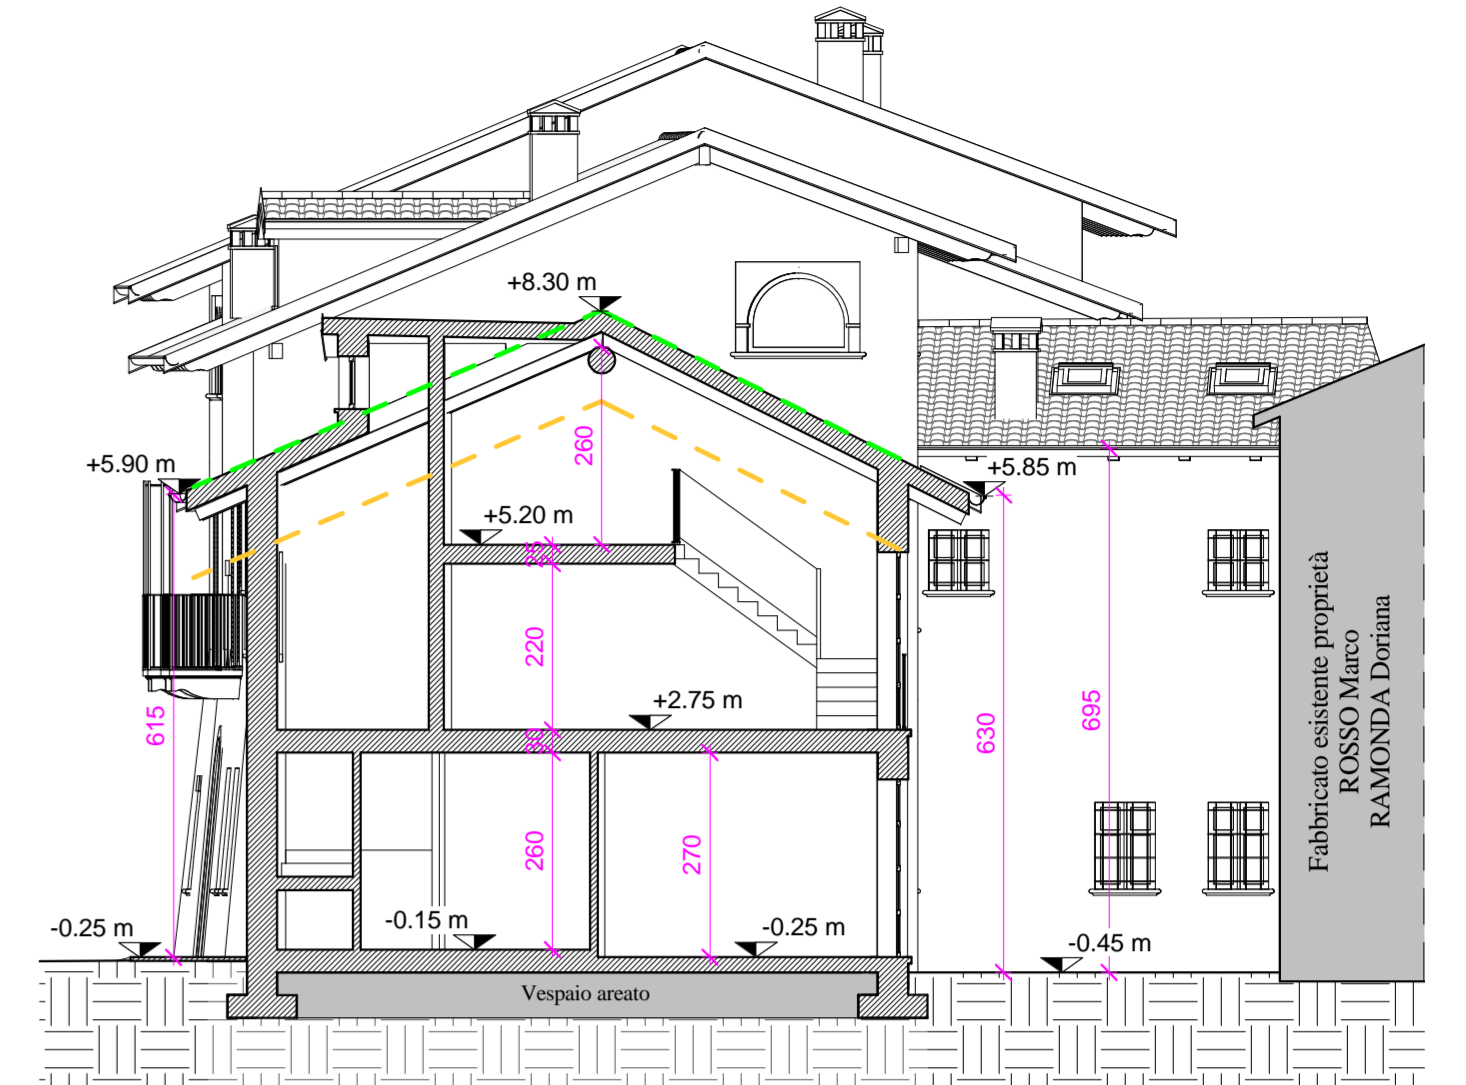 +8.30 m
+5.90 m
260
+5.85 m
+5.20 m
25
220
+2.75 m
615
630
695
30
260
270
-0.15 m
-0.25 m
-0.25 m
-0.45 m
Vespaio areato
Fabbricato esistente proprietà
ROSSO Marco
RAMONDA Doriana